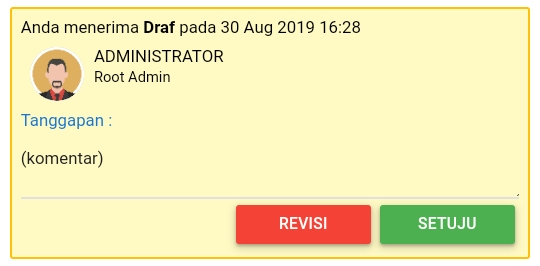 Anda menerima Draf pada 30 Aug 2019 16:28
ADMINISTRATOR
Root Admin
Tanggapan :
(komentar)
REVISI
SETUJU